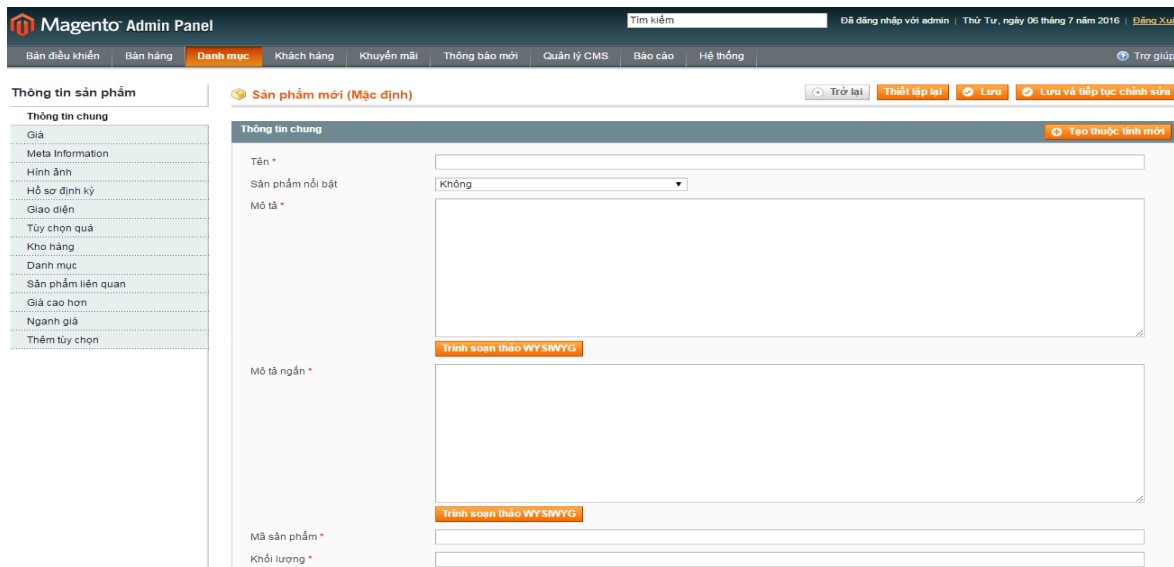 Magento Admin Panel
Tìm kiếm
Đã đăng nhập với admin | Thứ Tư, ngày 06 tháng 7 năm 2016 | Đăng Xu
Bàn điều khiển Bán hàng Danh mục Khách hàng Khuyến mãi Thông báo mới Quản lý CMS Báo cáo Hệ thống Trợ giúp
Thông tin sản phẩm
Thông tin chung
Giá
Meta Information
Hình ảnh
Hồ sơ định kỳ
Giao diện
Tùy chọn quà
Kho hàng
Danh mục
Sản phẩm liên quan
Giá cao hơn
Ngang giá
Thêm tùy chọn
Sản phẩm mới (Mặc định)
Trở lại Thiết lập lại Lưu Lưu và tiếp tục chỉnh sửa
Thông tin chung Tạo thuộc tính mới
Tên *
Sản phẩm nổi bật Không
Mô tả *
Trình soạn thảo WYSIWYG
Mô tả ngắn *
Trình soạn thảo WYSIWYG
Mã sản phẩm *
Khối lượng *